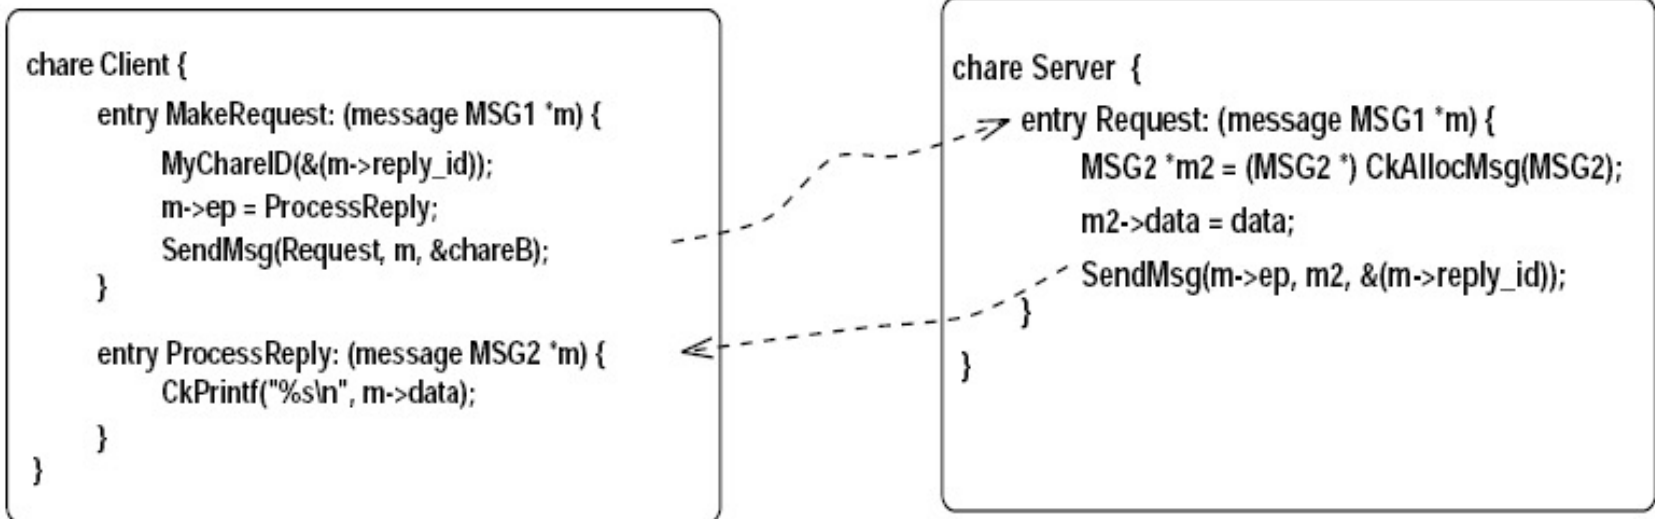 chare Client {
entry MakeRequest: (message MSG1 *m) {
MyChareID(&(m->reply_id));
m->ep = ProcessReply;
SendMsg(Request, m, &chareB);
}
entry ProcessReply: (message MSG2 *m) {
CkPrintf("%s\n", m->data);
}
}
chare Server {
entry Request: (message MSG1 *m) {
MSG2 *m2 = (MSG2 *) CkAllocMsg(MSG2);
m2->data = data;
SendMsg(m->ep, m2, &(m->reply_id));
}
}